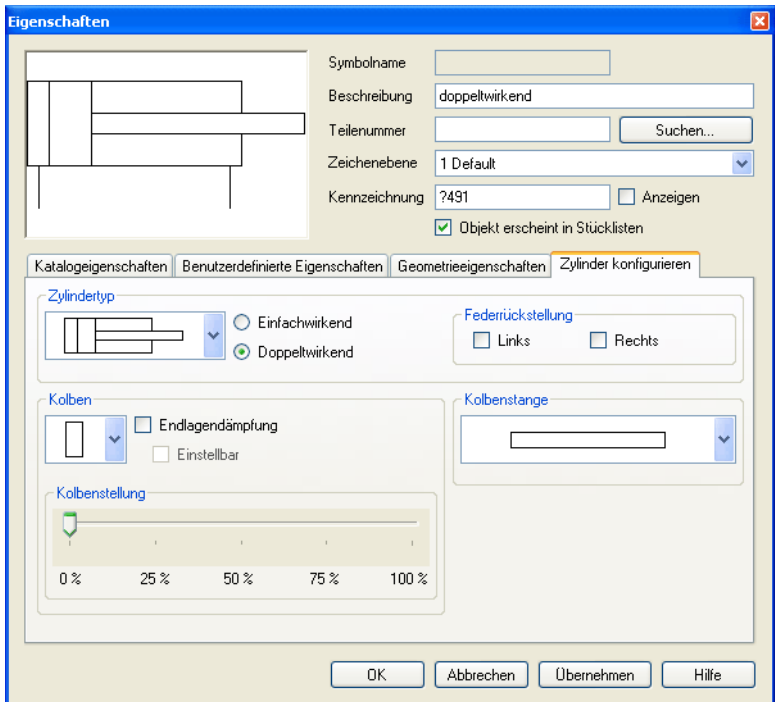 Eigenschaften
Symbolname
Beschreibung doppeltwirkend
Teilenummer Suchen...
Zeichenebene 1 Default
Kennzeichnung ?491 Anzeigen
Objekt erscheint in Stücklisten
Katalogeigenschaften Benutzerdefinierte Eigenschaften Geometrieeigenschaften Zylinder konfigurieren
Zylindertyp
Einfachwirkend
Doppeltwirkend
Federrückstellung
Links Rechts
Kolben
Endlagendämpfung
Einstellbar
Kolbenstange
Kolbenstellung
0 % 25 % 50 % 75 % 100 %
OK Abbrechen Übernehmen Hilfe